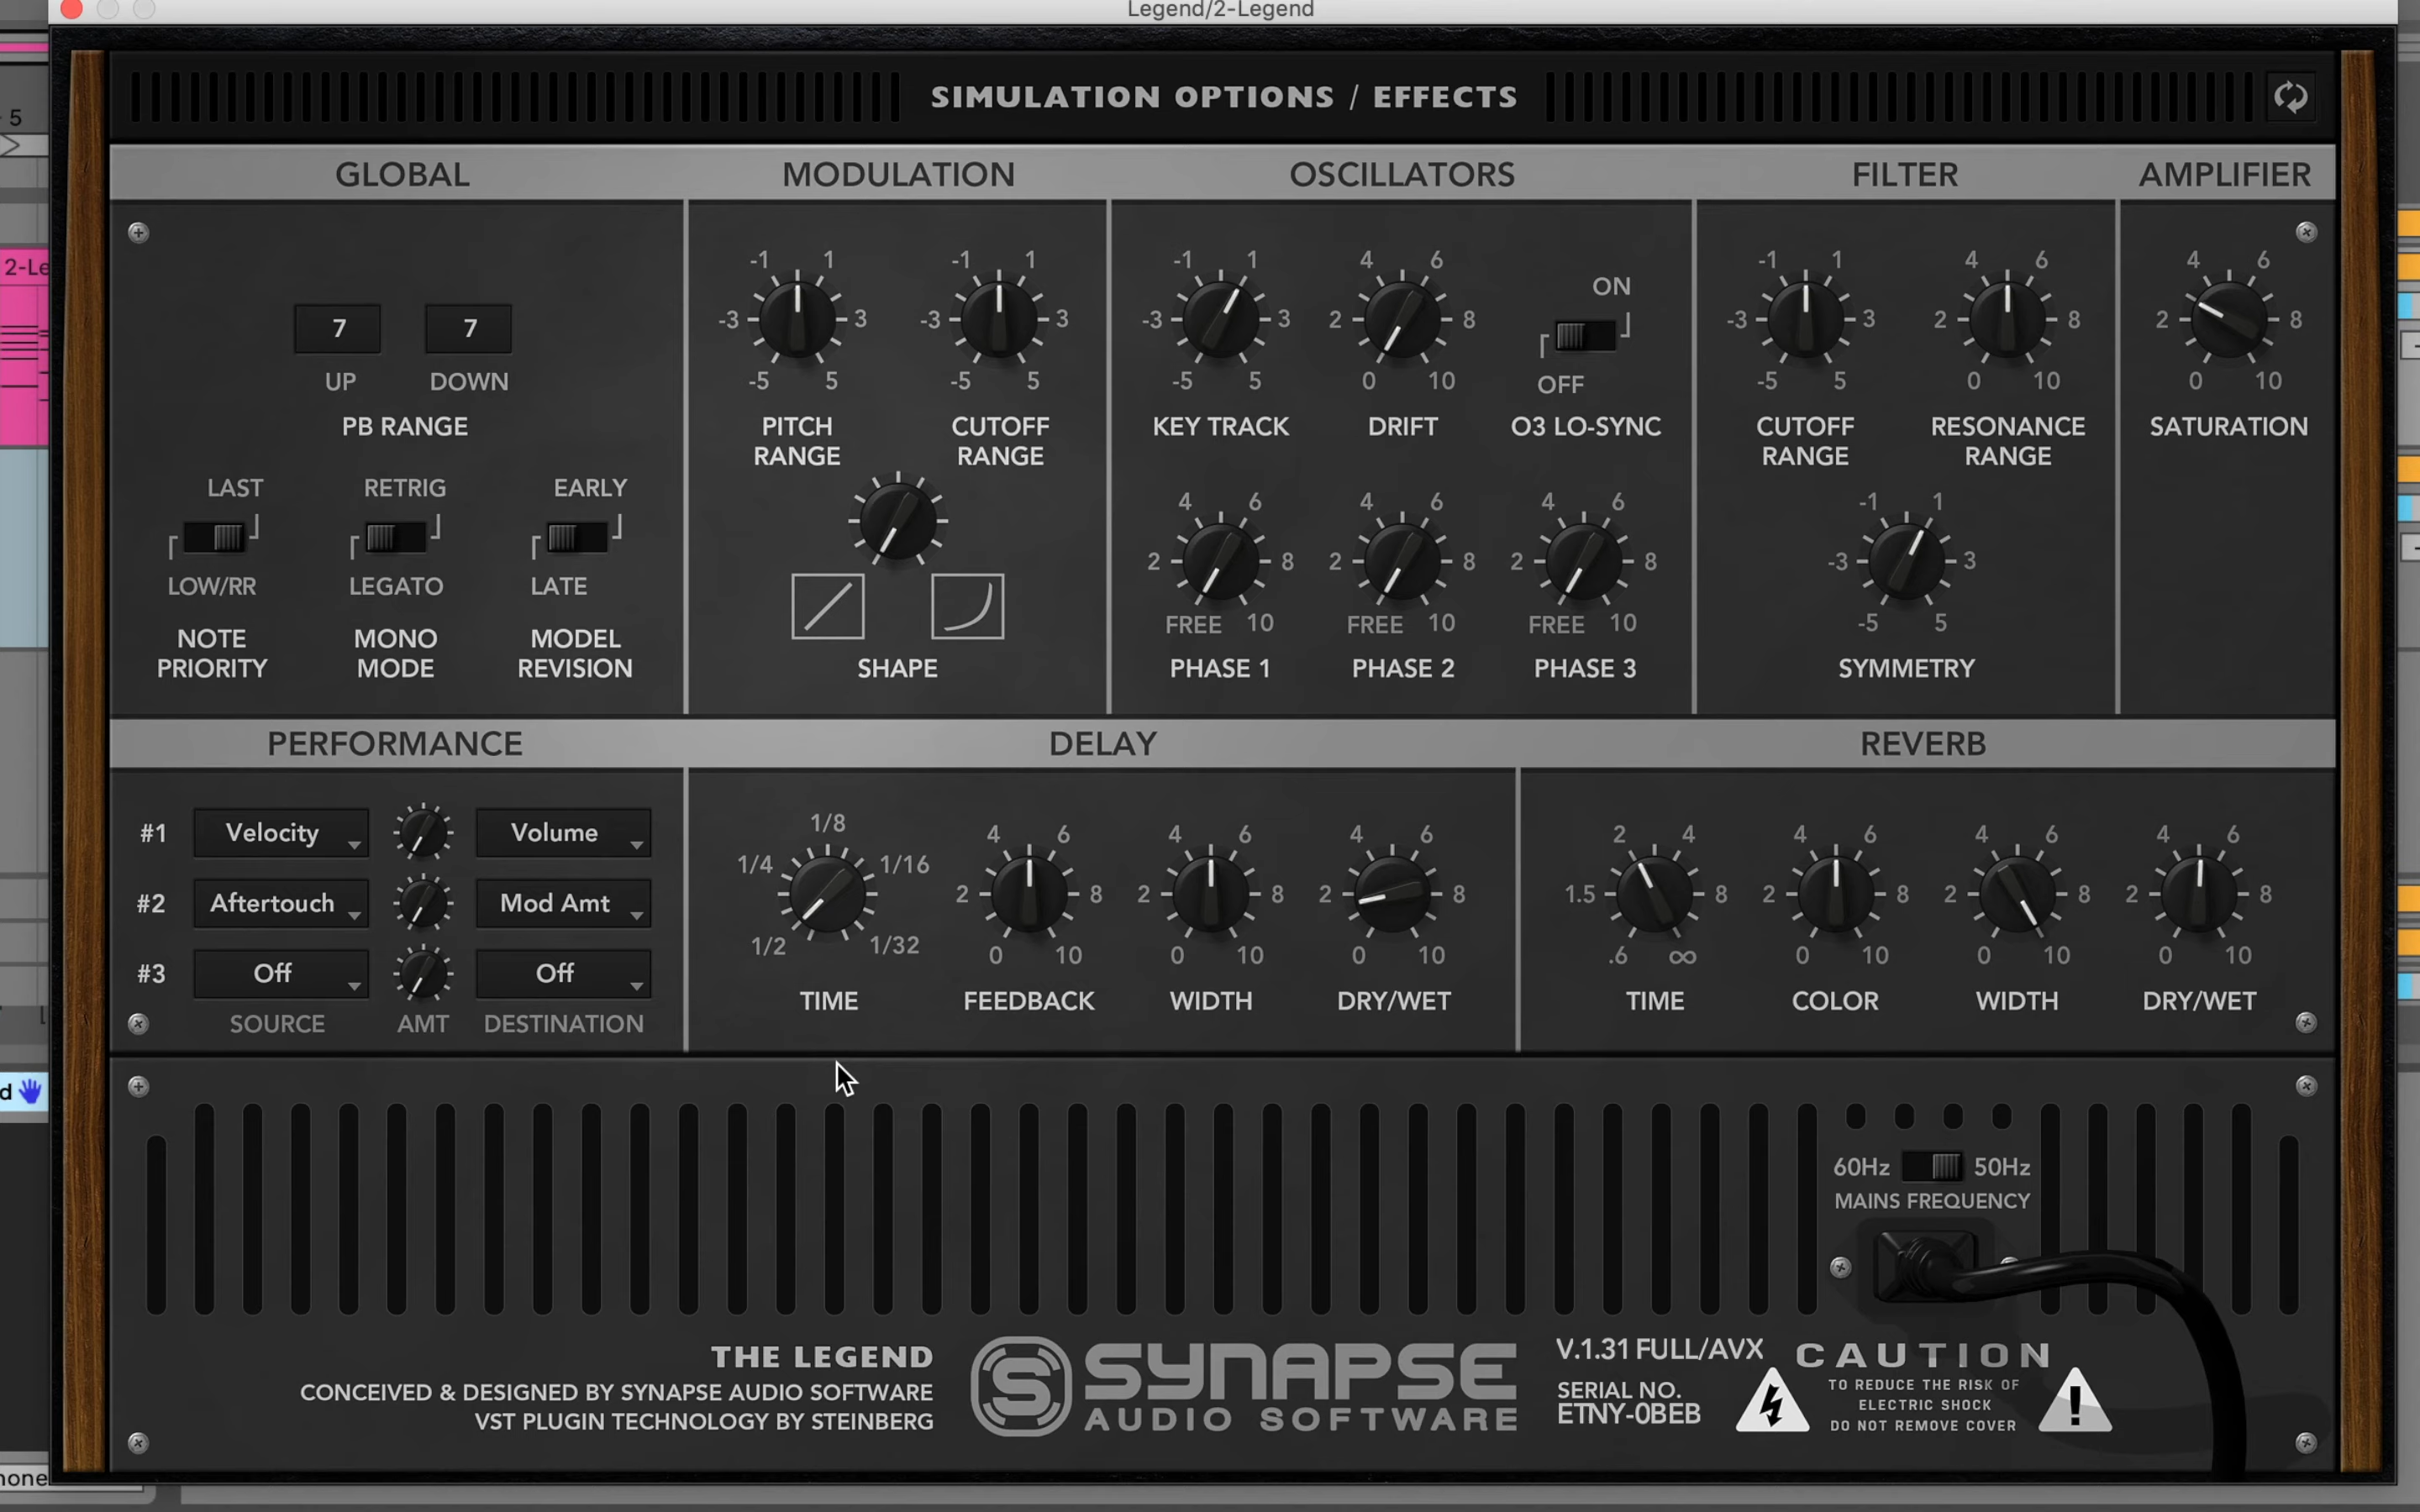 Legend/2-Legend
5
2-Le
SIMULATION OPTIONS / EFFECTS
GLOBAL
MODULATION
OSCILLATORS
FILTER
AMPLIFIER
7
7
UP
DOWN
PB RANGE
LAST
RETRIG
EARLY
LOW/RR
LEGATO
LATE
NOTE
PRIORITY
MONO
MODE
MODEL
REVISION
-1 1
-3 3
-5 5
PITCH
RANGE
-1 1
-3 3
-5 5
CUTOFF
RANGE
SHAPE
-1 1
-3 3
-5 5
KEY TRACK
4 6
2 8
0 10
DRIFT
ON
OFF
O3 LO-SYNC
4 6
2 8
FREE 10
PHASE 1
4 6
2 8
FREE 10
PHASE 2
4 6
2 8
FREE 10
PHASE 3
-1 1
-3 3
-5 5
CUTOFF
RANGE
4 6
2 8
0 10
RESONANCE
RANGE
-1 1
-3 3
-5 5
SYMMETRY
4 6
2 8
0 10
SATURATION
PERFORMANCE
DELAY
REVERB
#1 Velocity Volume
#2 Aftertouch Mod Amt
#3 Off Off
SOURCE AMT DESTINATION
1/8
1/4 1/16
1/2 1/32
TIME
4 6
2 8
0 10
FEEDBACK
4 6
2 8
0 10
WIDTH
4 6
2 8
0 10
DRY/WET
2 4
1.5 8
.6 ∞
TIME
4 6
2 8
0 10
COLOR
4 6
2 8
0 10
WIDTH
4 6
2 8
0 10
DRY/WET
d
60Hz 50Hz
MAINS FREQUENCY
THE LEGEND
CONCEIVED & DESIGNED BY SYNAPSE AUDIO SOFTWARE
VST PLUGIN TECHNOLOGY BY STEINBERG
SYNAPSE
AUDIO SOFTWARE
V.1.31 FULL/AVX
SERIAL NO.
ETNY-0BEB
CAUTION
TO REDUCE THE RISK OF
ELECTRIC SHOCK
DO NOT REMOVE COVER